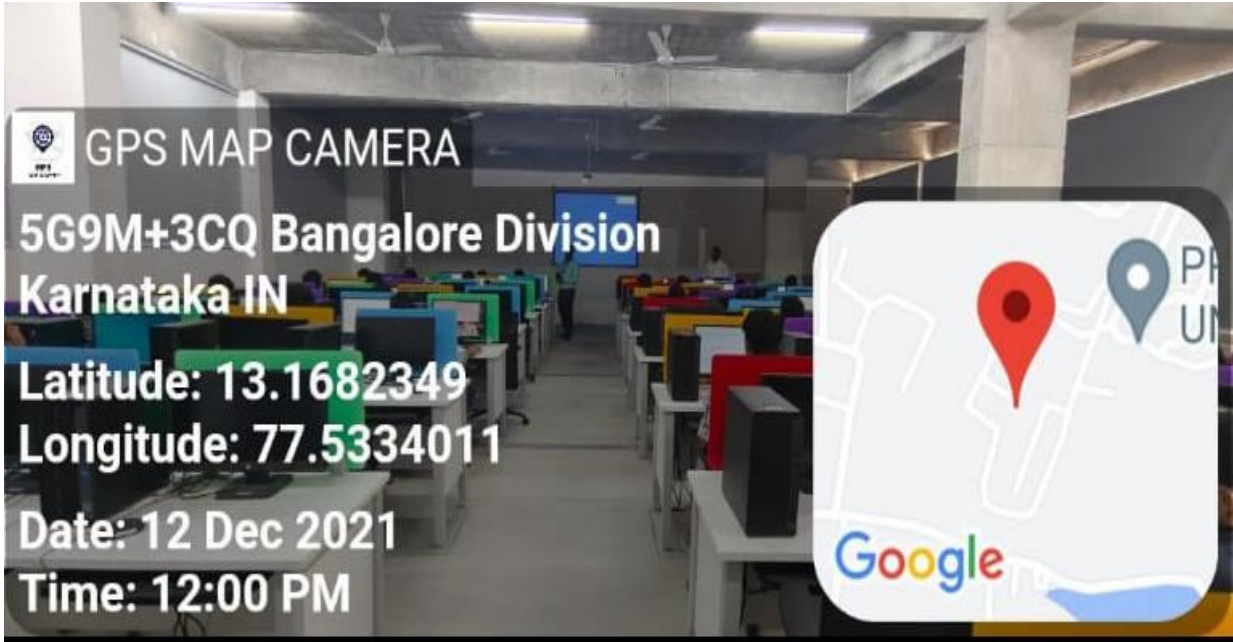 GPS MAP CAMERA
5G9M+3CQ Bangalore Division
Karnataka IN
Latitude: 13.1682349
Longitude: 77.5334011
Date: 12 Dec 2021
Time: 12:00 PM
Google